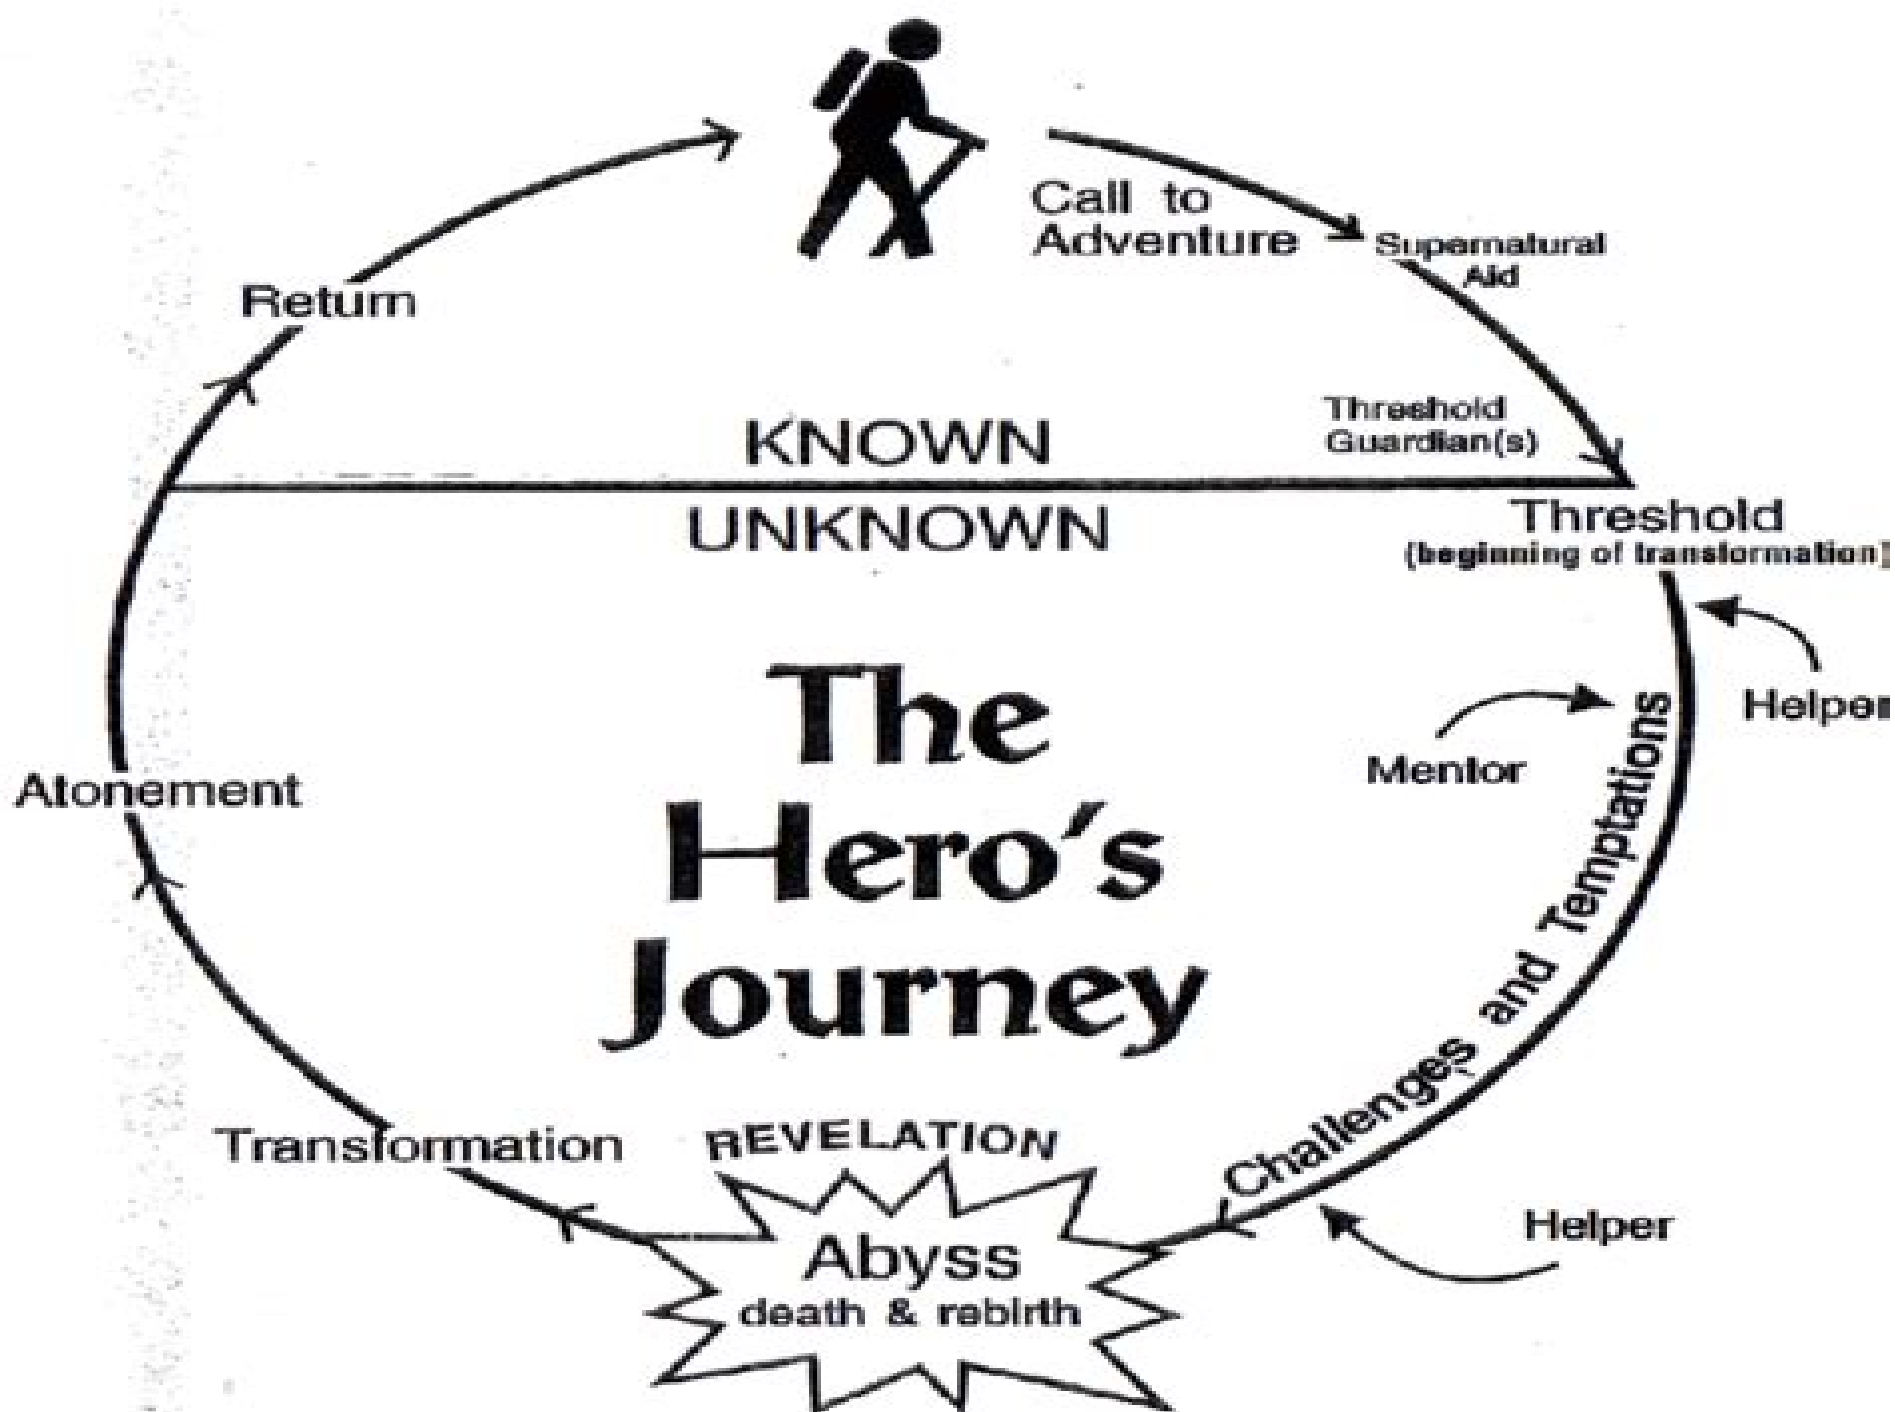 Call to
Adventure
Supernatural
Aid
Return
Threshold
Guardian(s)
KNOWN
UNKNOWN
Threshold
(beginning of transformation)
Helper
Mentor
The
Hero's
Journey
Atonement
Challenges and Temptations
Transformation
REVELATION
Helper
Abyss
death & rebirth